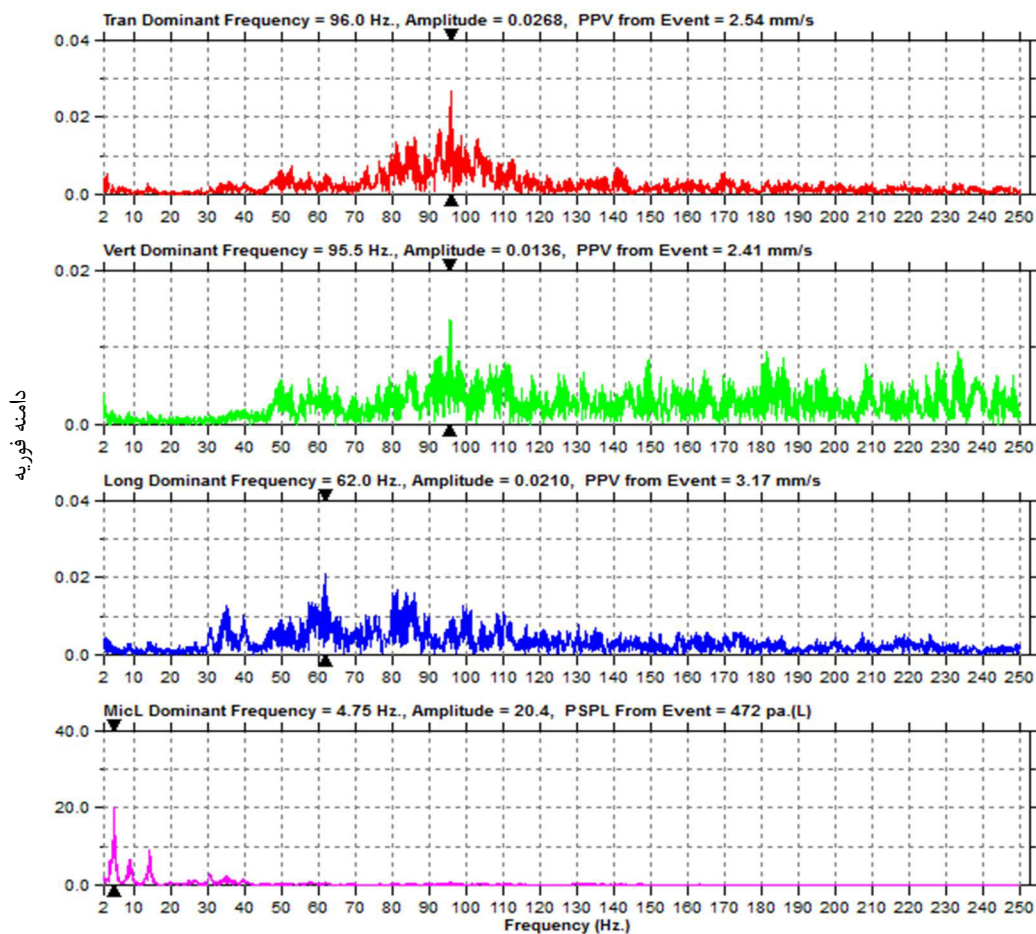 Tran Dominant Frequency = 96.0 Hz., Amplitude = 0.0268, PPV from Event = 2.54 mm/s
0.04
0.02
0.0
2 10 20 30 40 50 60 70 80 90 100 110 120 130 140 150 160 170 180 190 200 210 220 230 240 250
Vert Dominant Frequency = 95.5 Hz., Amplitude = 0.0136, PPV from Event = 2.41 mm/s
0.02
0.0
2 10 20 30 40 50 60 70 80 90 100 110 120 130 140 150 160 170 180 190 200 210 220 230 240 250
دامنه فوریه
Long Dominant Frequency = 62.0 Hz., Amplitude = 0.0210, PPV from Event = 3.17 mm/s
0.04
0.02
0.0
2 10 20 30 40 50 60 70 80 90 100 110 120 130 140 150 160 170 180 190 200 210 220 230 240 250
MicL Dominant Frequency = 4.75 Hz., Amplitude = 20.4, PSPL From Event = 472 pa.(L)
40.0
20.0
0.0
2 10 20 30 40 50 60 70 80 90 100 110 120 130 140 150 160 170 180 190 200 210 220 230 240 250
Frequency (Hz.)